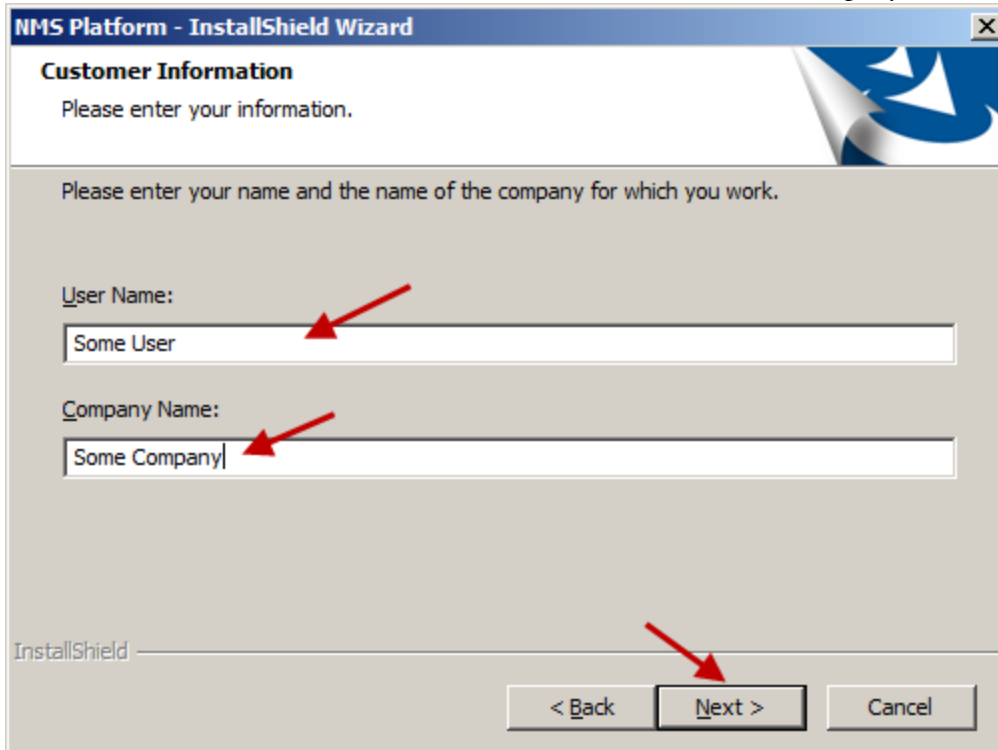 NMS Platform - InstallShield Wizard
Customer Information
Please enter your information.
Please enter your name and the name of the company for which you work.
User Name:
Some User
Company Name:
Some Company
InstallShield
< Back Next > Cancel